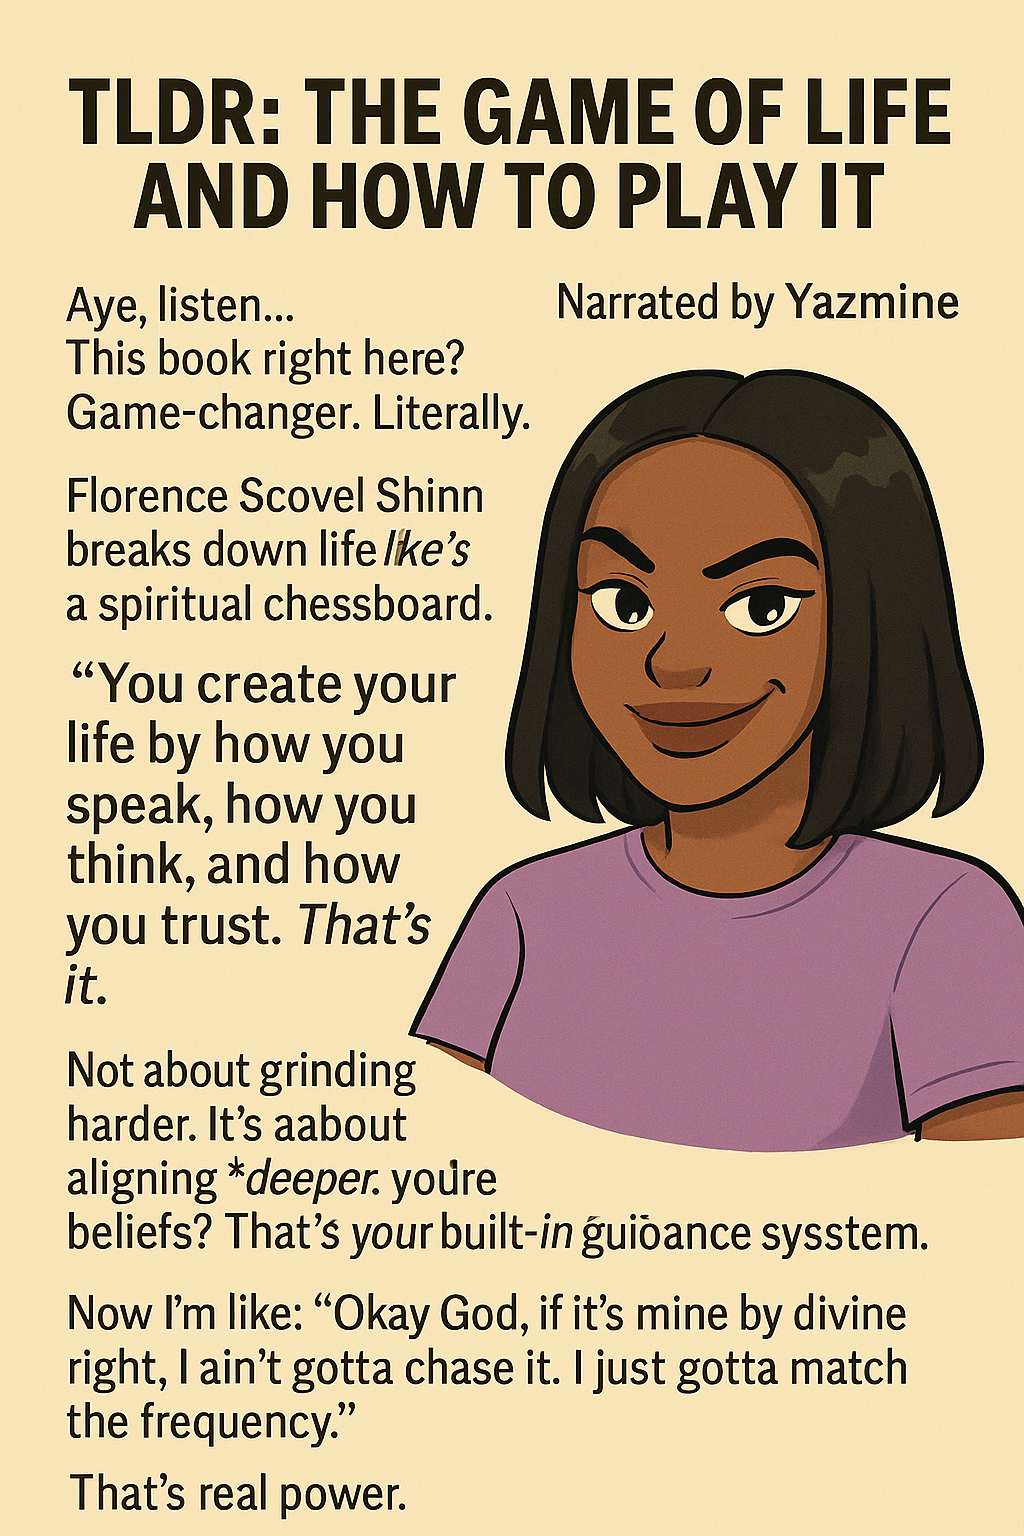 TLDR: THE GAME OF LIFE
AND HOW TO PLAY IT
Narrated by Yazmine
Aye, listen...
This book right here?
Game-changer. Literally.
Florence Scovel Shinn
breaks down life like's
a spiritual chessboard.
“You create your
life by how you
speak, how you
think, and how
you trust. That’s
it.
Not about grinding
harder. It’s aabout
aligning *deeper. you're
beliefs? That’s your built-in guidance sysstem.
Now I’m like: “Okay God, if it’s mine by divine
right, I ain’t gotta chase it. I just gotta match
the frequency.”
That’s real power.